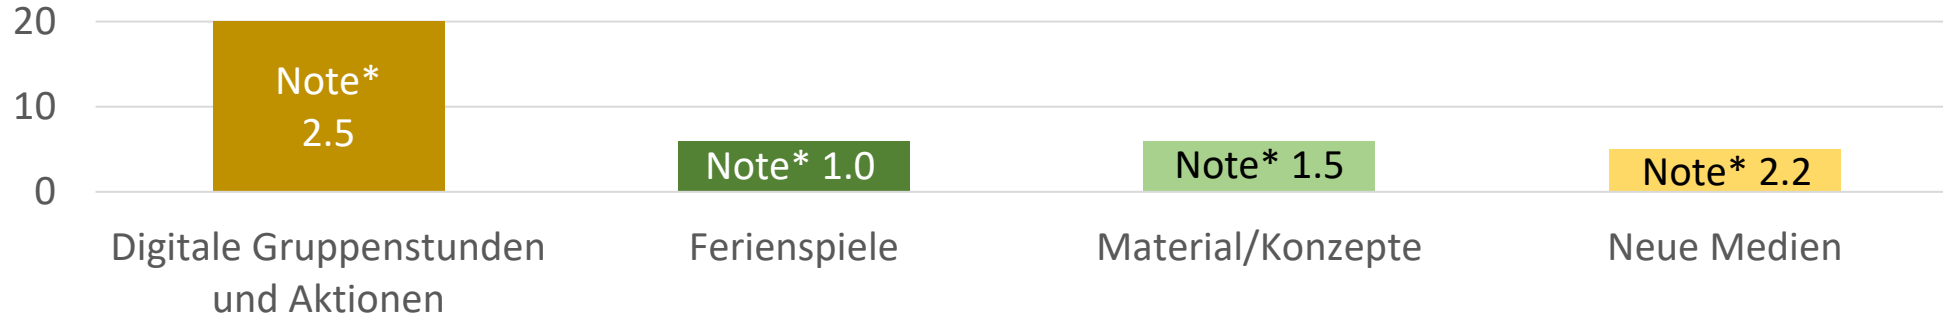 20
10
0
Note*
2.5
Note* 1.0
Note* 1.5
Note* 2.2
Digitale Gruppenstunden
und Aktionen
Ferienspiele
Material/Konzepte
Neue Medien